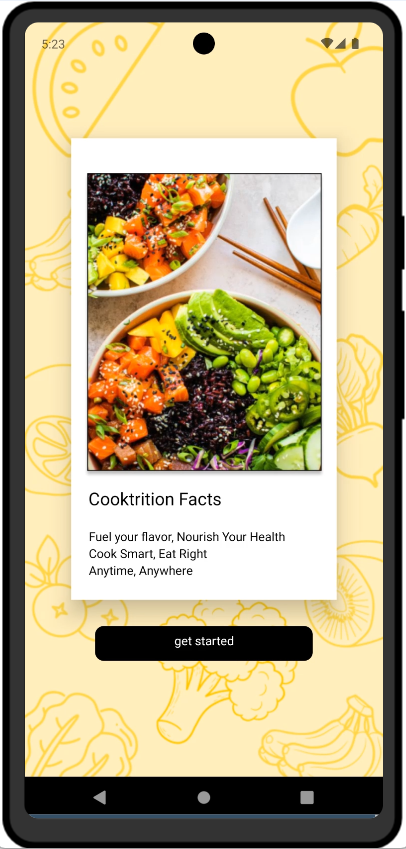 5:23
Cooktrition Facts
Fuel your flavor, Nourish Your Health
Cook Smart, Eat Right
Anytime, Anywhere
get started